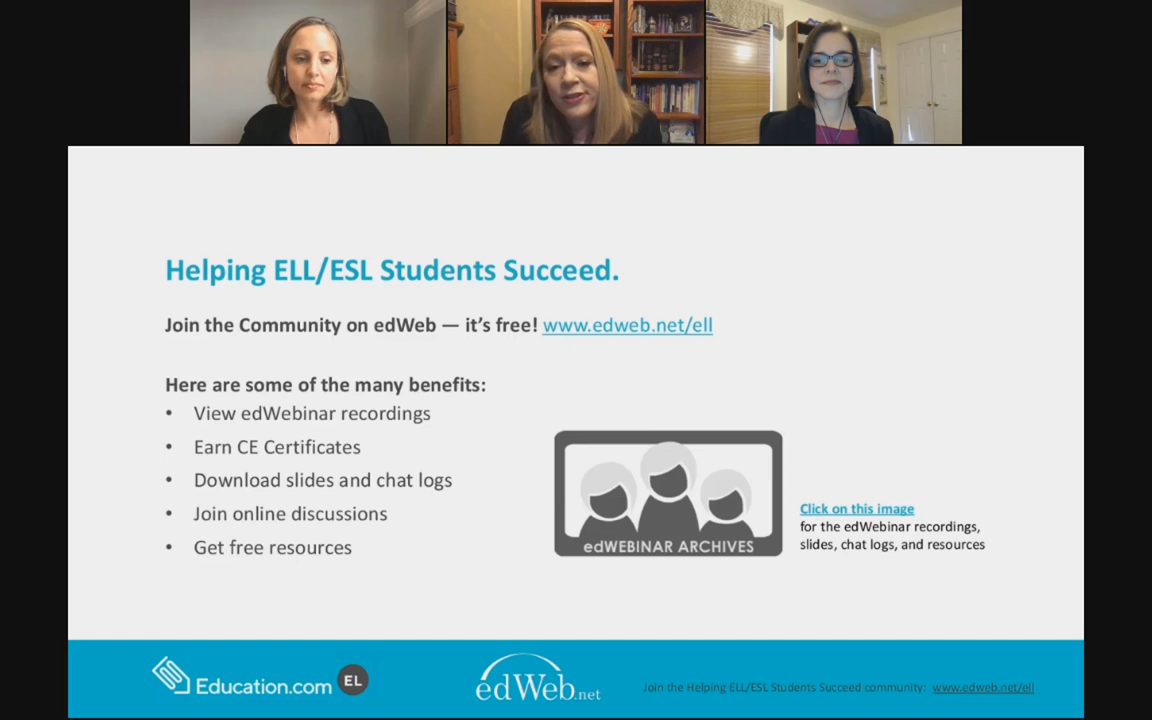 Helping ELL/ESL Students Succeed.
Join the Community on edWeb — it's free! www.edweb.net/ell
Here are some of the many benefits:
• View edWebinar recordings
• Earn CE Certificates
• Download slides and chat logs
• Join online discussions
• Get free resources
edWEBINAR ARCHIVES
Click on this image
for the edWebinar recordings,
slides, chat logs, and resources
Education.com EL
edWeb.net
Join the Helping ELL/ESL Students Succeed community: www.edweb.net/ell